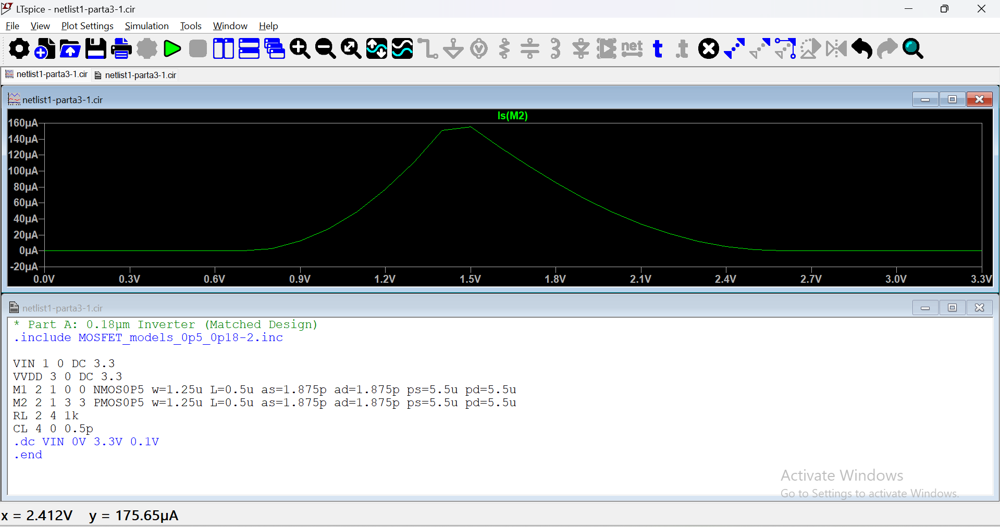 LTspice - netlist1-parta3-1.cir
File View Plot Settings Simulation Tools Window Help
net t .t
netlist1-parta3-1.cir netlist1-parta3-1.cir
netlist1-parta3-1.cir
Is(M2)
160µA
140µA
120µA
100µA
80µA
60µA
40µA
20µA
0µA
-20µA
0.0V 0.3V 0.6V 0.9V 1.2V 1.5V 1.8V 2.1V 2.4V 2.7V 3.0V 3.3V
netlist1-parta3-1.cir
* Part A: 0.18µm Inverter (Matched Design)
.include MOSFET_models_0p5_0p18-2.inc
VIN 1 0 DC 3.3
VVDD 3 0 DC 3.3
M1 2 1 0 0 NMOS0P5 w=1.25u L=0.5u as=1.875p ad=1.875p ps=5.5u pd=5.5u
M2 2 1 3 3 PMOS0P5 w=1.25u L=0.5u as=1.875p ad=1.875p ps=5.5u pd=5.5u
RL 2 4 1k
CL 4 0 0.5p
.dc VIN 0V 3.3V 0.1V
.end
Activate Windows
Go to Settings to activate Windows.
x = 2.412V y = 175.65µA